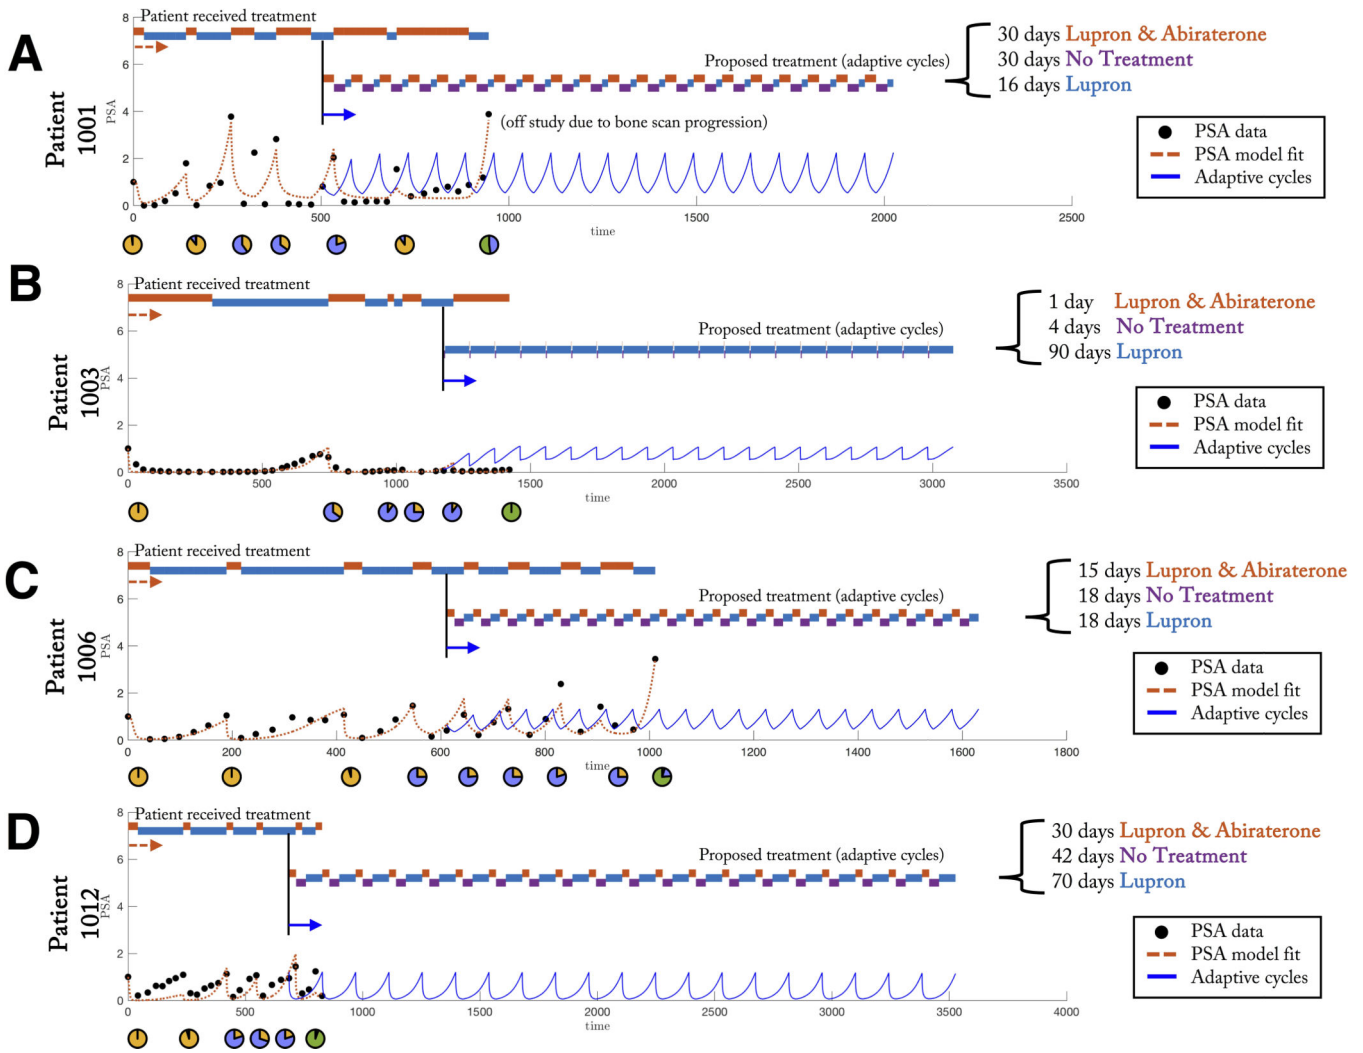 A
Patient
1001
PSA
8
6
4
2
0
Patient received treatment
Proposed treatment (adaptive cycles)
(off study due to bone scan progression)
500
1000
1500
2000
2500
time
30 days Lupron & Abiraterone
30 days No Treatment
16 days Lupron
PSA data
PSA model fit
Adaptive cycles
B
Patient
1003
PSA
8
6
4
2
0
Patient received treatment
Proposed treatment (adaptive cycles)
0
500
1000
1500
2000
2500
3000
3500
time
1 day Lupron & Abiraterone
4 days No Treatment
90 days Lupron
PSA data
PSA model fit
Adaptive cycles
C
Patient
1006
PSA
8
6
4
2
0
Patient received treatment
Proposed treatment (adaptive cycles)
0
200
400
600
800
1000
1200
1400
1600
1800
time
15 days Lupron & Abiraterone
18 days No Treatment
18 days Lupron
PSA data
PSA model fit
Adaptive cycles
D
Patient
1012
PSA
8
6
4
2
0
Patient received treatment
Proposed treatment (adaptive cycles)
0
500
1000
1500
2000
2500
3000
3500
4000
time
30 days Lupron & Abiraterone
42 days No Treatment
70 days Lupron
PSA data
PSA model fit
Adaptive cycles